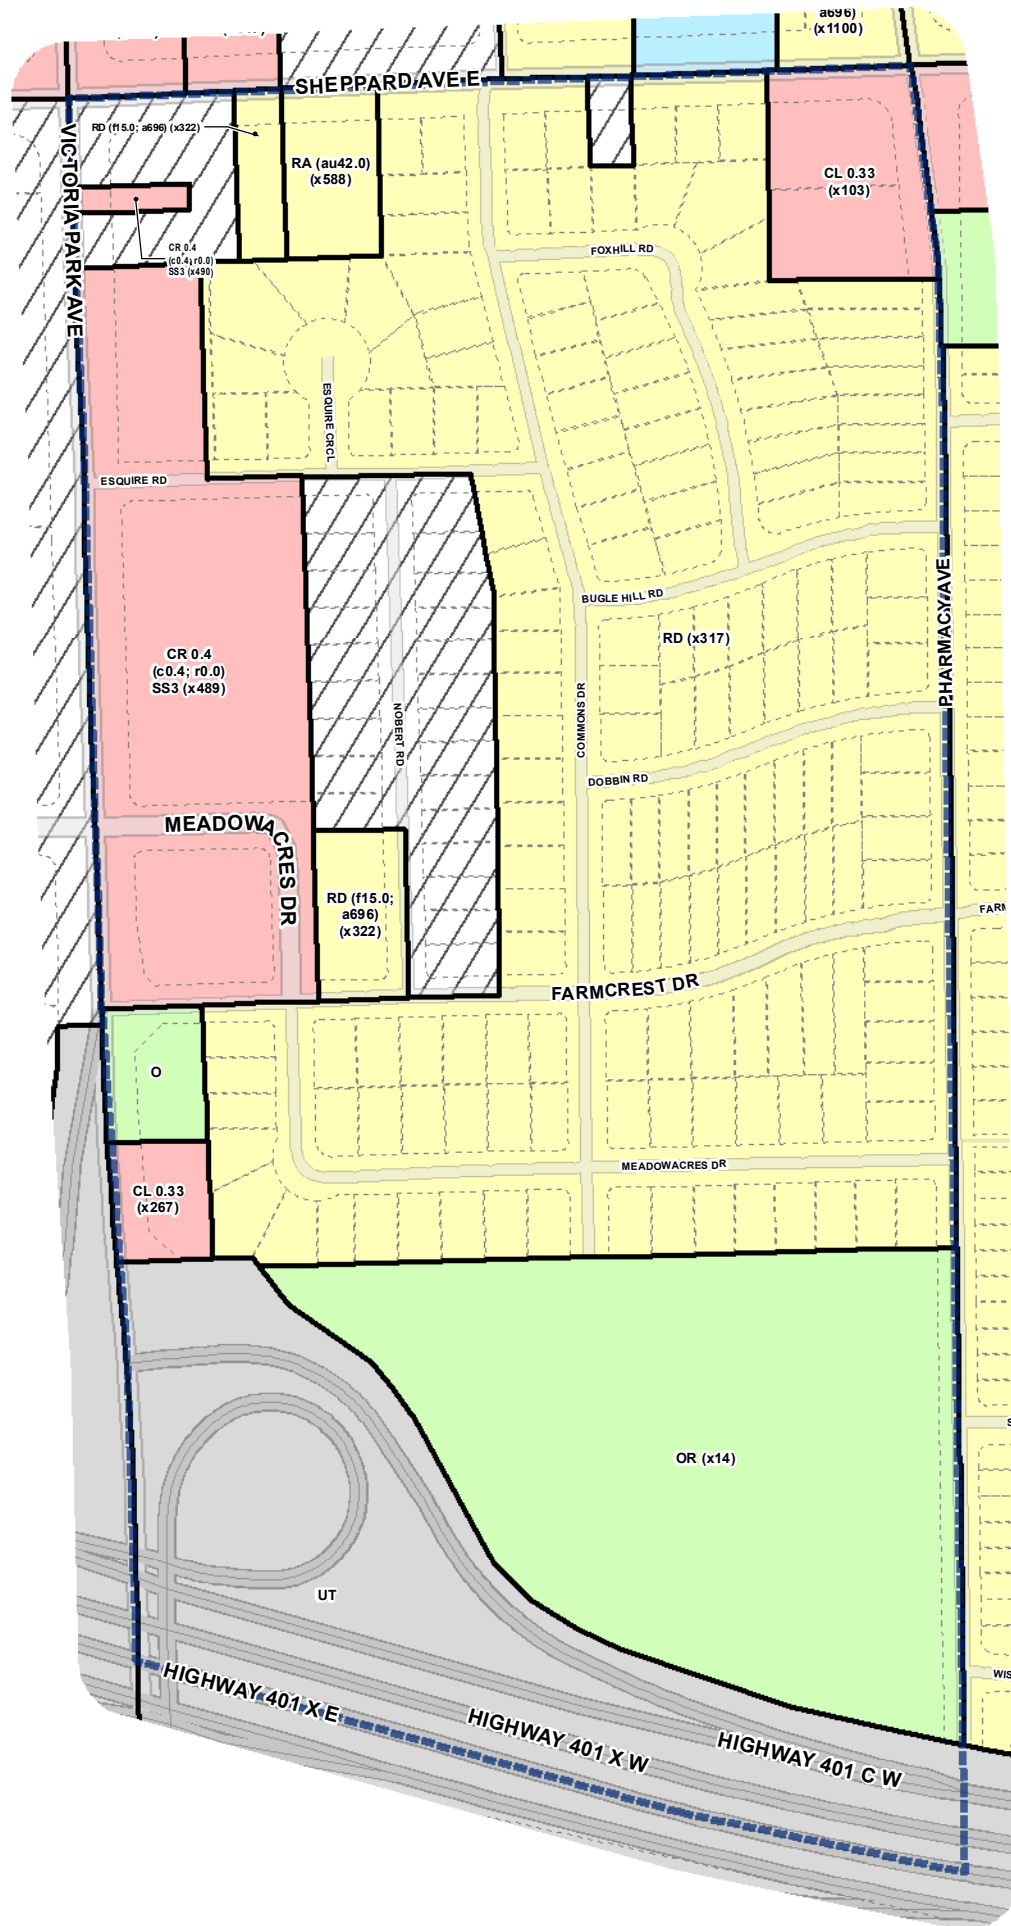 a696)
(x1100)
SHEPPARD AVE E
VICTORIA PARK AVE
RD (f15.0; a696) (x322)
RA (au42.0)
(x588)
CL 0.33
(x103)
CR 0.4
(c0.4; r0.0)
SS3 (x490)
FOXHILL RD
ESQUIRE CRCL
ESQUIRE RD
BUGLE HILL RD
PHARMACY AVE
RD (x317)
CR 0.4
(c0.4; r0.0)
SS3 (x489)
NOBERT RD
COMMONS DR
DOBBIN RD
MEADOWACRES DR
RD (f15.0;
a696)
(x322)
FARM
FARMCREST DR
O
MEADOWACRES DR
CL 0.33
(x267)
S
OR (x14)
UT
WIS
HIGHWAY 401 X E
HIGHWAY 401 X W
HIGHWAY 401 C W